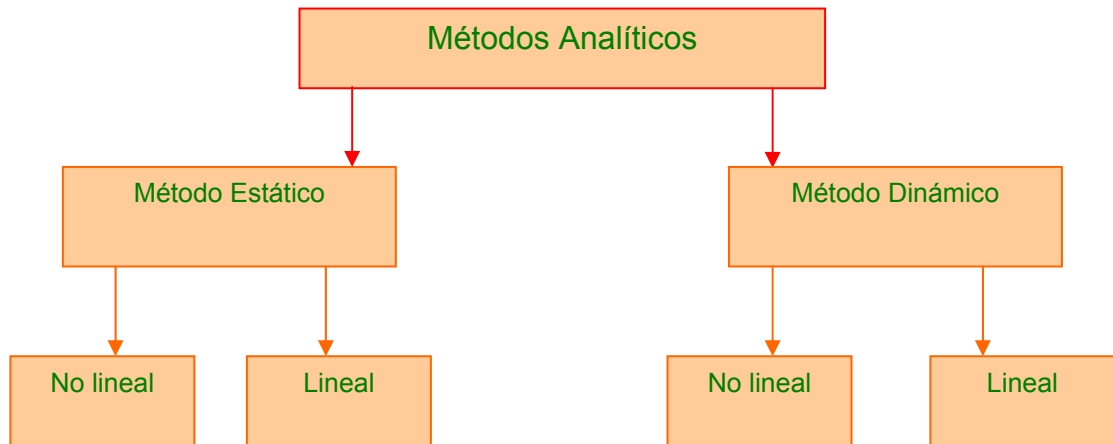 Métodos Analíticos
Método Estático
Método Dinámico
No lineal
Lineal
No lineal
Lineal